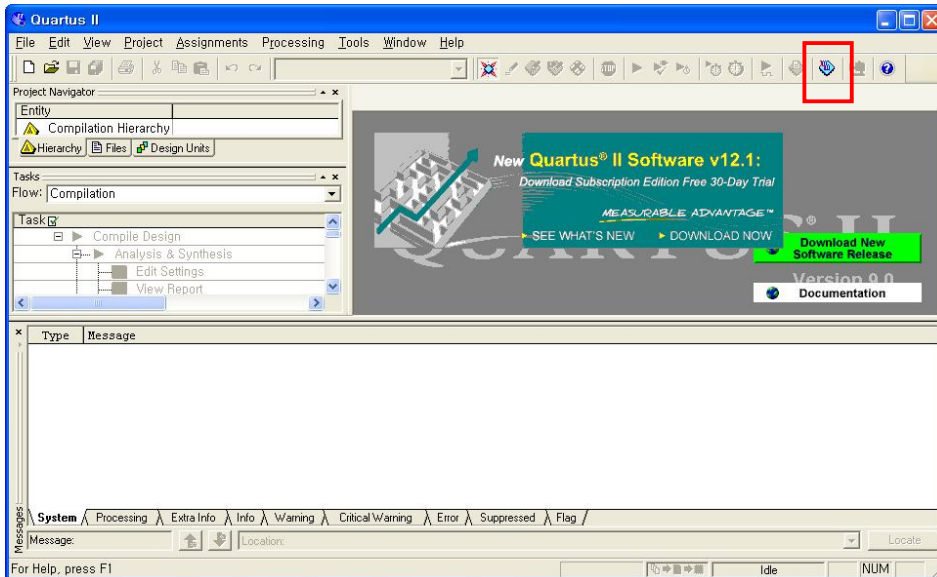 Quartus II
File Edit View Project Assignments Processing Tools Window Help
Project Navigator
Entity
Compilation Hierarchy
Hierarchy Files Design Units
Tasks
Flow: Compilation
Task
Compile Design
Analysis & Synthesis
Edit Settings
View Report
New Quartus® II Software v12.1:
Download Subscription Edition Free 30-Day Trial
MEASURABLE ADVANTAGE™
SEE WHAT'S NEW DOWNLOAD NOW
QUARTUS® II
Download New
Software Release
Version 9.0
Documentation
Type Message
Messages
System Processing Extra Info Info Warning Critical Warning Error Suppressed Flag
Message: Location: Locate
For Help, press F1 Idle NUM